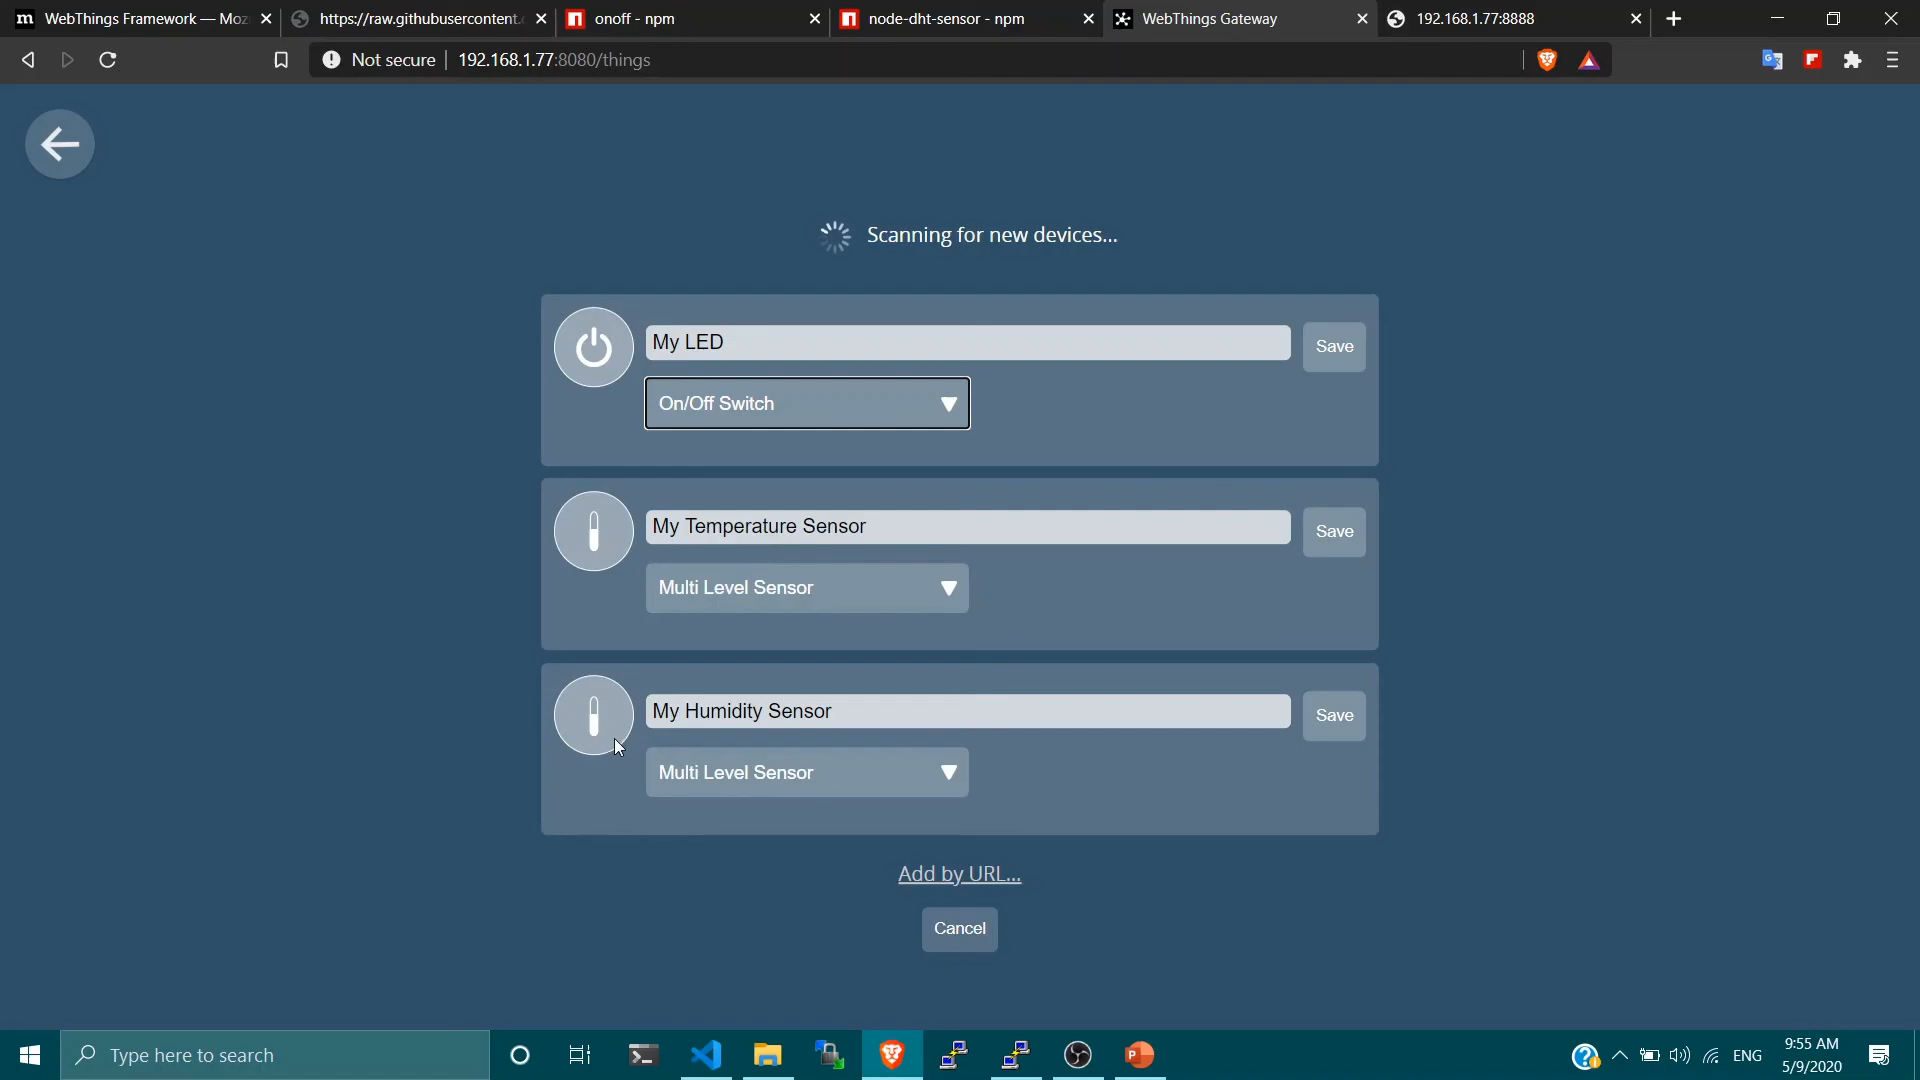 WebThings Framework — Moz
https://raw.githubusercontent.c
onoff - npm
node-dht-sensor - npm
WebThings Gateway
192.168.1.77:8888
Not secure
192.168.1.77:8080/things
Scanning for new devices...
My LED
Save
On/Off Switch
My Temperature Sensor
Save
Multi Level Sensor
My Humidity Sensor
Save
Multi Level Sensor
Add by URL...
Cancel
Type here to search
ENG
9:55 AM
5/9/2020